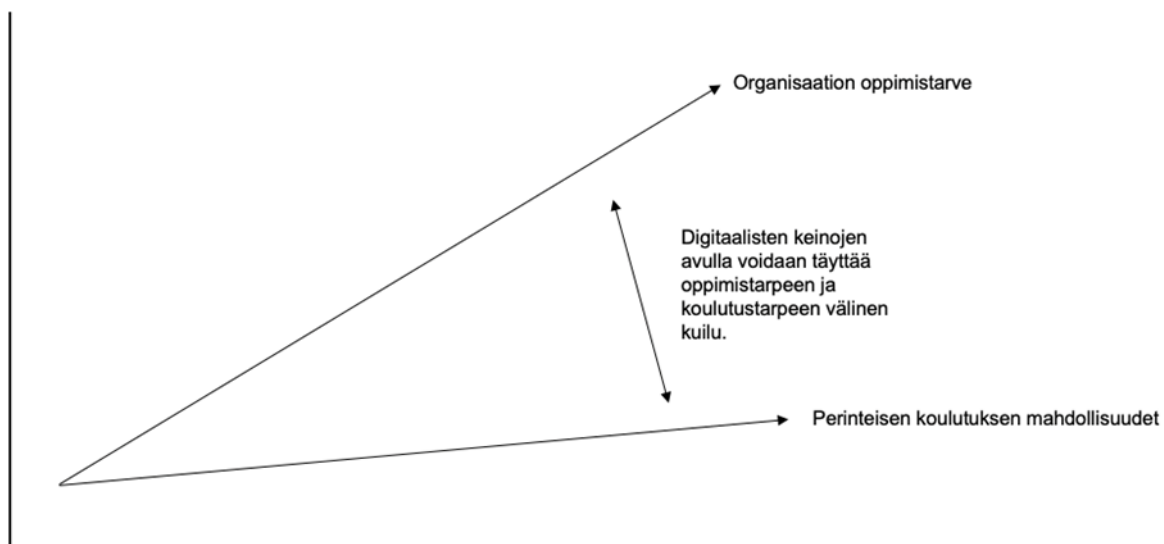 Organisaation oppimistarve
Digitaalisten keinojen
avulla voidaan täyttää
oppimistarpeen ja
koulutustarpeen välinen
kuilu.
Perinteisen koulutuksen mahdollisuudet